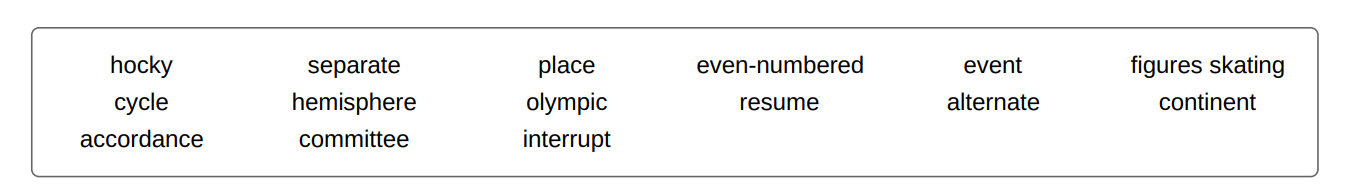 hocky separate place even-numbered event figures skating
cycle hemisphere olympic resume alternate continent
accordance committee interrupt